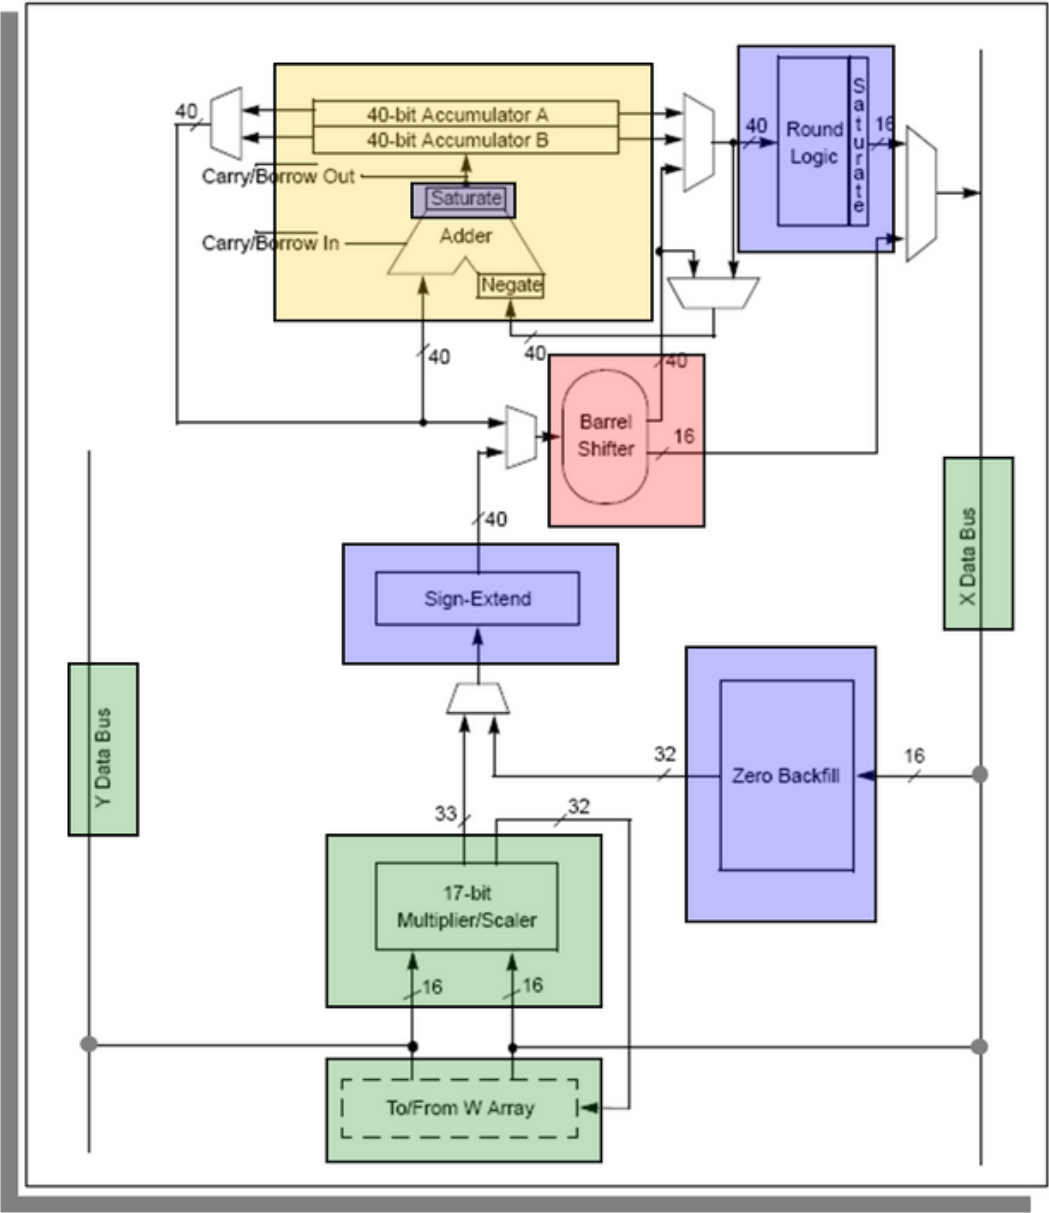 40
40-bit Accumulator A
40-bit Accumulator B
Carry/Borrow Out
Saturate
Carry/Borrow In
Adder
Negate
40
Round
Logic
Saturate
16
40
40
40
Barrel
Shifter
16
40
Sign-Extend
X Data Bus
Y Data Bus
32
Zero Backfill
16
33
32
17-bit
Multiplier/Scaler
16
16
To/From W Array